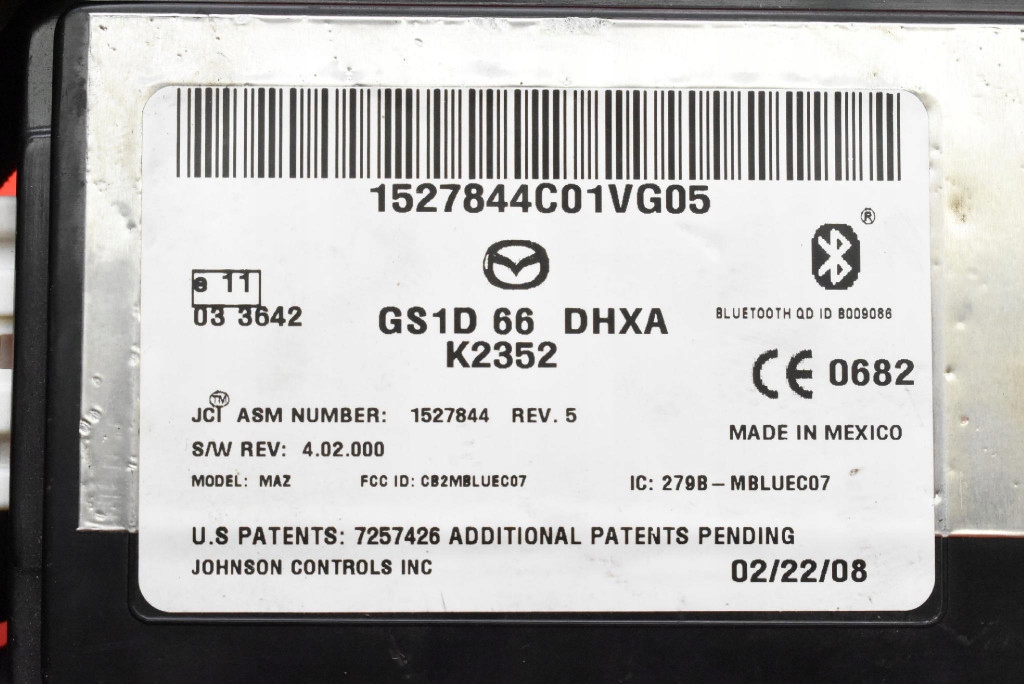 1527844C01VG05
®
e 11
03 3642
GS1D 66 DHXA
K2352
BLUETOOTH QD ID B009086
CE 0682
JCI™ ASM NUMBER: 1527844 REV. 5
MADE IN MEXICO
S/W REV: 4.02.000
MODEL: MAZ FCC ID: CB2MBLUEC07 IC: 279B-MBLUEC07
U.S PATENTS: 7257426 ADDITIONAL PATENTS PENDING
JOHNSON CONTROLS INC 02/22/08